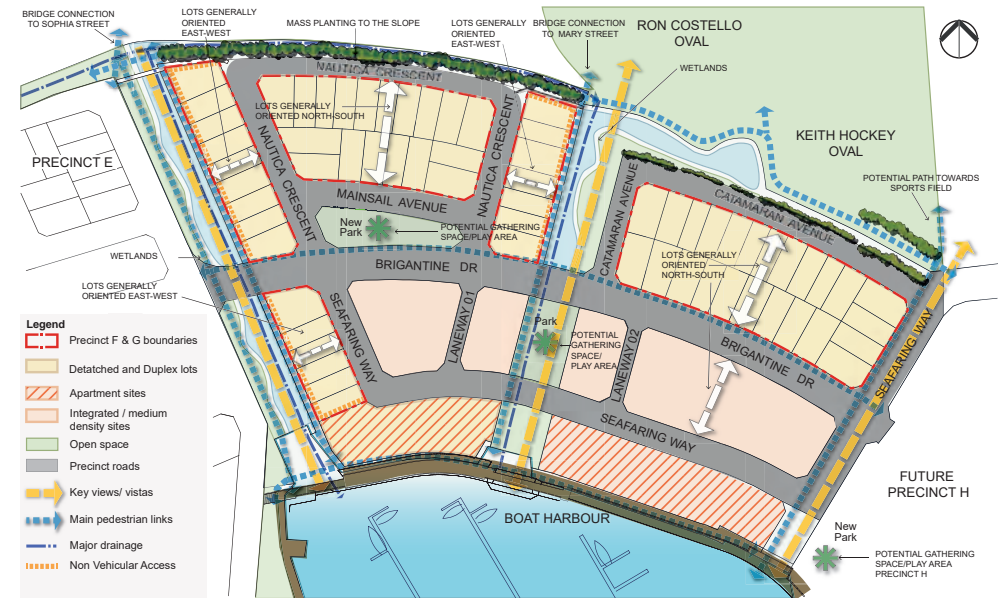 BRIDGE CONNECTION
TO SOPHIA STREET
LOTS GENERALLY
ORIENTED
EAST-WEST
MASS PLANTING TO THE SLOPE
LOTS GENERALLY
ORIENTED
EAST-WEST
BRIDGE CONNECTION
TO MARY STREET
RON COSTELLO
OVAL
WETLANDS
NAUTICA CRESCENT
LOTS GENERALLY
ORIENTED NORTH-SOUTH
NAUTICA CRESCENT
NAUTICA CRESCENT
KEITH HOCKEY
OVAL
PRECINCT E
POTENTIAL PATH TOWARDS
SPORTS FIELD
MAINSAIL AVENUE
CATAMARAN AVENUE
CATAMARAN AVENUE
New
Park
POTENTIAL GATHERING
SPACE/PLAY AREA
WETLANDS
BRIGANTINE DR
LOTS GENERALLY
ORIENTED
NORTH-SOUTH
LOTS GENERALLY
ORIENTED EAST-WEST
SEAFARING WAY
LANEWAY 01
Park
POTENTIAL
GATHERING
SPACE/
PLAY AREA
LANEWAY 02
BRIGANTINE DR
SEAFARING WAY
SEAFARING WAY
Legend
Precinct F & G boundaries
Detatched and Duplex lots
Apartment sites
Integrated / medium
density sites
Open space
Precinct roads
Key views/ vistas
Main pedestrian links
Major drainage
Non Vehicular Access
FUTURE
PRECINCT H
BOAT HARBOUR
New
Park
POTENTIAL GATHERING
SPACE/PLAY AREA
PRECINCT H